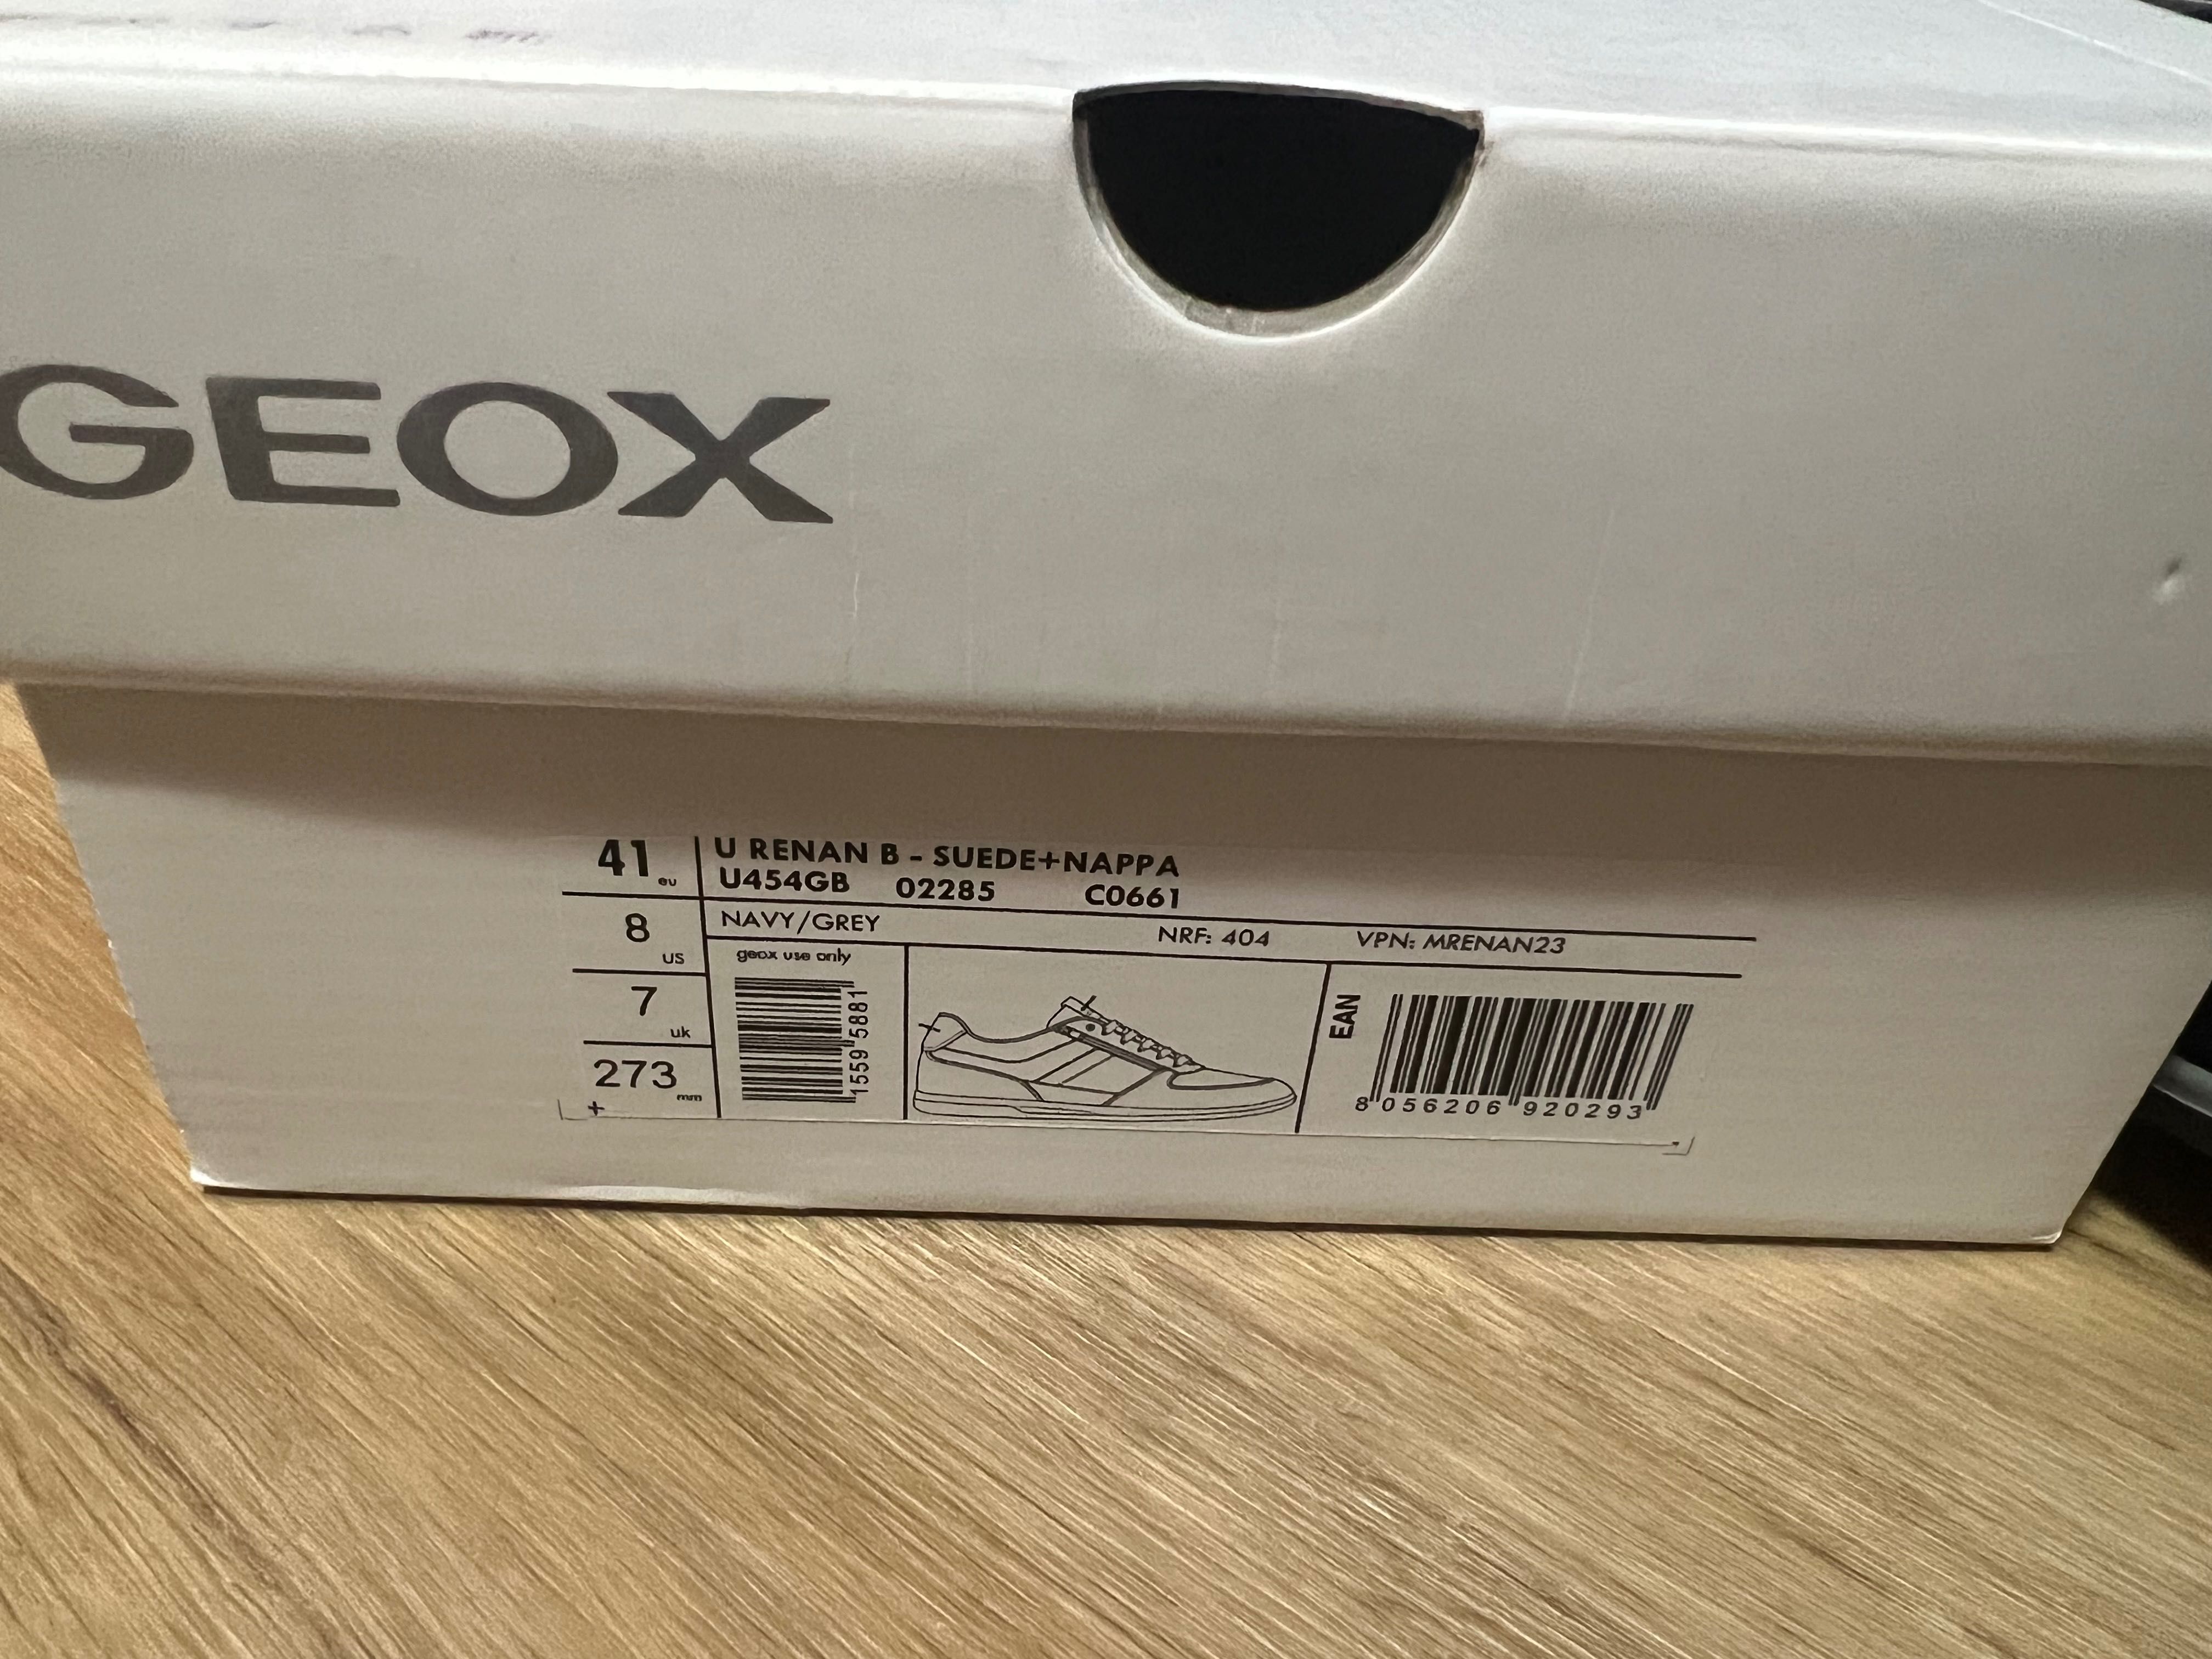 GEOX
41 eu
U RENAN B - SUEDE+NAPPA
U454GB 02285 C0661
8 US
NAVY/GREY NRF: 404 VPN: MRENAN23
geox use only
7 uk
273 mm
1559 5881
EAN
8 056206 920293